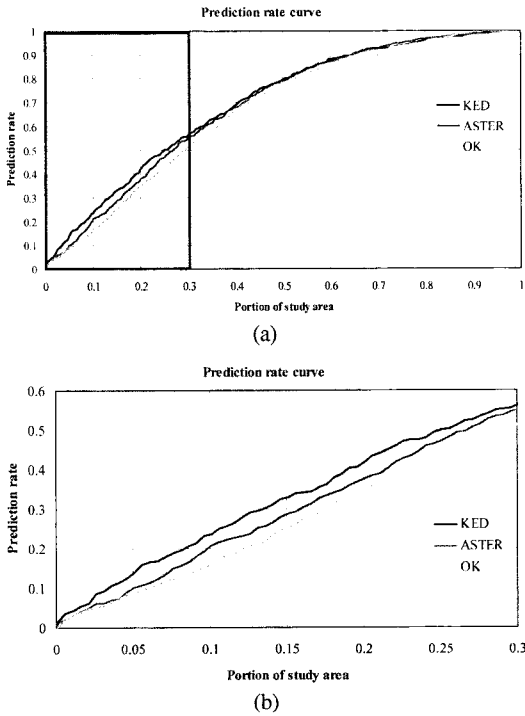 Prediction rate curve
1
0.9
0.8
0.7
0.6
0.5
0.4
0.3
0.2
0.1
0
Prediction rate
KED
ASTER
OK
0 0.1 0.2 0.3 0.4 0.5 0.6 0.7 0.8 0.9 1
Portion of study area
(a)
Prediction rate curve
0.6
0.5
0.4
0.3
0.2
0.1
0
Prediction rate
KED
ASTER
OK
0 0.05 0.1 0.15 0.2 0.25 0.3
Portion of study area
(b)